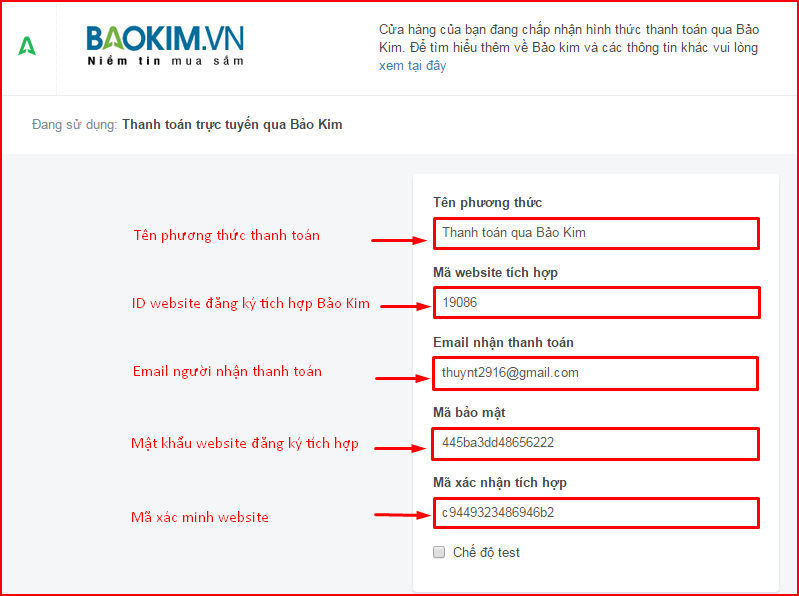 BAOKIM.VN
Niềm tin mua sắm
Cửa hàng của bạn đang chấp nhận hình thức thanh toán qua Bảo
Kim. Để tìm hiểu thêm về Bảo kim và các thông tin khác vui lòng
xem tại đây
Đang sử dụng: Thanh toán trực tuyến qua Bảo Kim
Tên phương thức
Tên phương thức thanh toán
Thanh toán qua Bảo Kim
Mã website tích hợp
ID website đăng ký tích hợp Bảo Kim
19086
Email nhận thanh toán
Email người nhận thanh toán
thuynt2916@gmail.com
Mã bảo mật
Mật khẩu website đăng ký tích hợp
445ba3dd48656222
Mã xác nhận tích hợp
Mã xác minh website
c9449323486946b2
Chế độ test